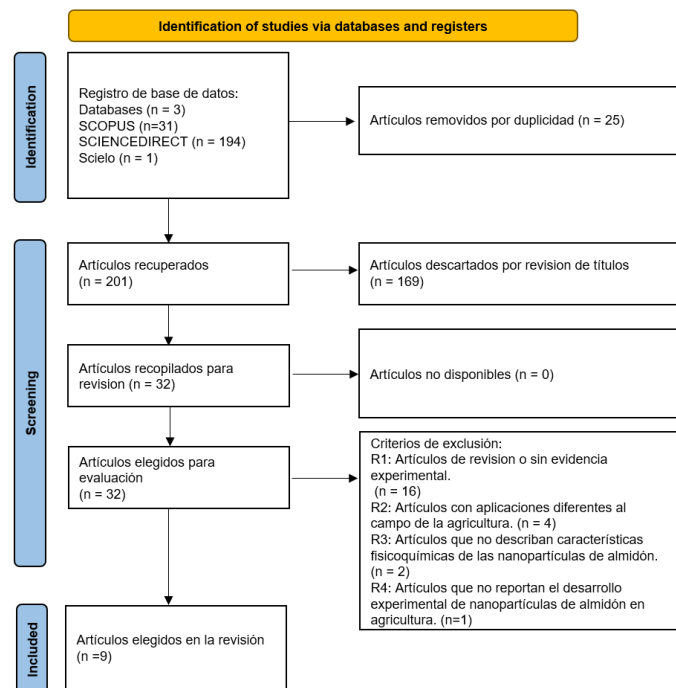 Identification of studies via databases and registers
Identification
Registro de base de datos:
Databases (n = 3)
SCOPUS (n=31)
SCIENCEDIRECT (n = 194)
Scielo (n = 1)
Artículos removidos por duplicidad (n = 25)
Screening
Artículos recuperados
(n = 201)
Artículos descartados por revision de títulos
(n = 169)
Artículos recopilados para
revision (n = 32)
Artículos no disponibles (n = 0)
Artículos elegidos para
evaluación
(n = 32)
Criterios de exclusión:
R1: Artículos de revision o sin evidencia
experimental.
(n = 16)
R2: Artículos con aplicaciones diferentes al
campo de la agricultura. (n = 4)
R3: Artículos que no describan características
fisicoquímicas de las nanopartículas de almidón.
(n = 2)
R4: Artículos que no reportan el desarrollo
experimental de nanopartículas de almidón en
agricultura. (n=1)
Included
Artículos elegidos en la revisión
(n =9)